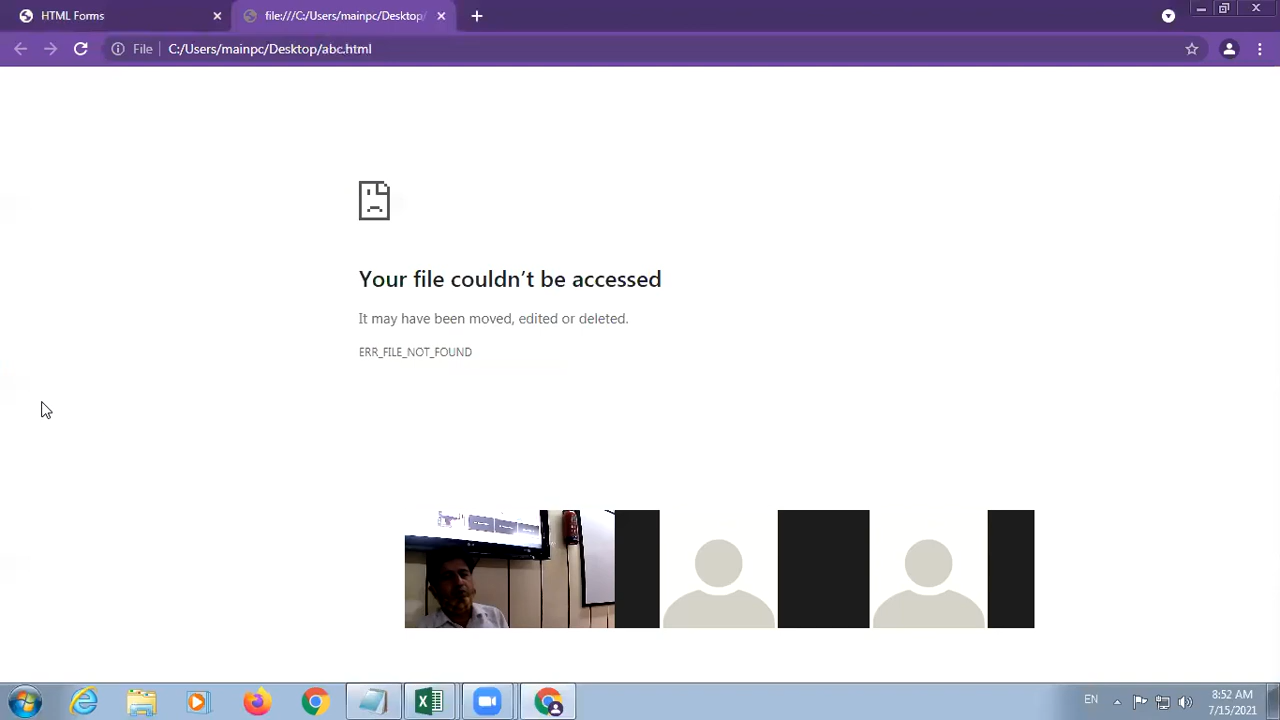 HTML Forms
file:///C:/Users/mainpc/Desktop/
File
C:/Users/mainpc/Desktop/abc.html
Your file couldn't be accessed
It may have been moved, edited or deleted.
ERR_FILE_NOT_FOUND
EN
8:52 AM
7/15/2021